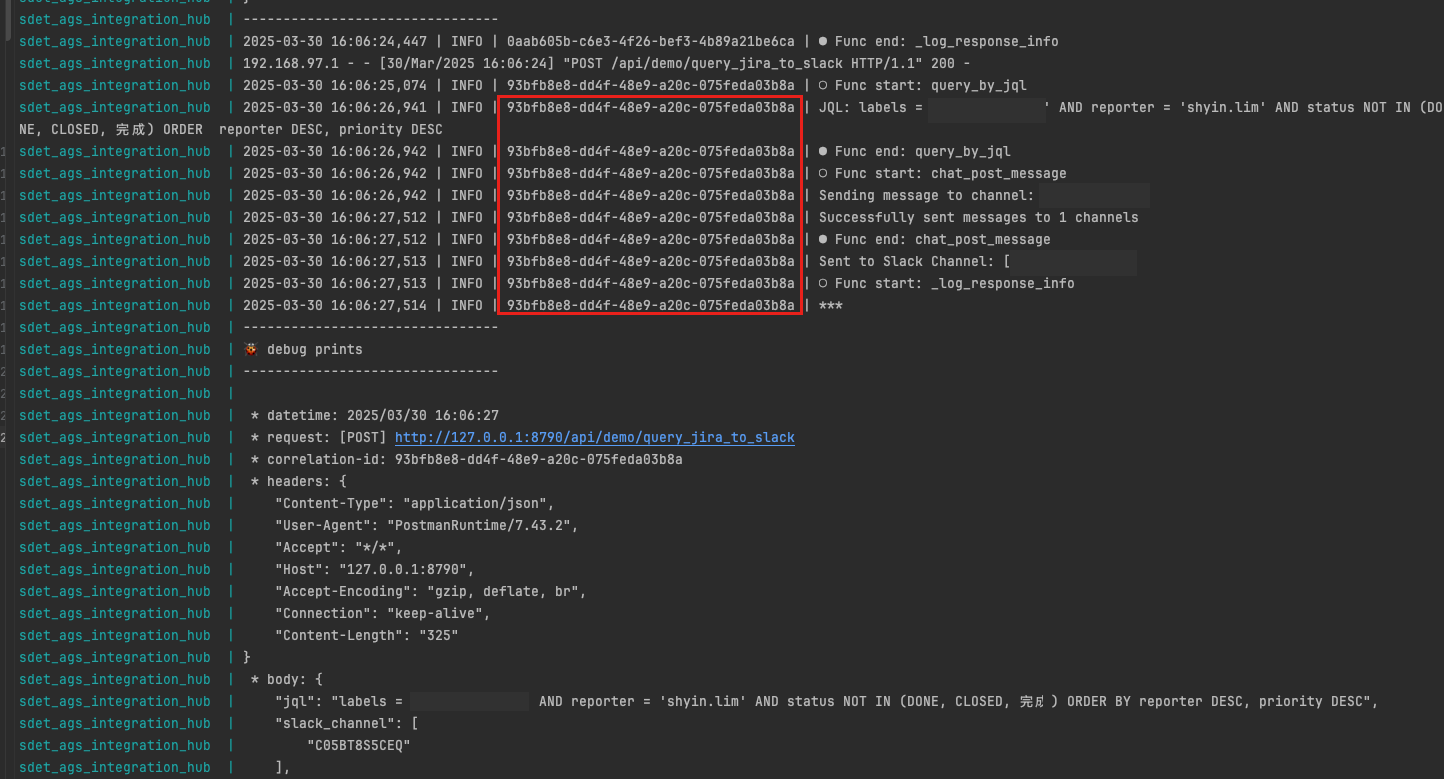 sdet_ags_integration_hub | }
sdet_ags_integration_hub | --------------------------------
sdet_ags_integration_hub | 2025-03-30 16:06:24,447 | INFO | 0aab605b-c6e3-4f26-bef3-4b89a21be6ca | ● Func end: _log_response_info
sdet_ags_integration_hub | 192.168.97.1 - - [30/Mar/2025 16:06:24] "POST /api/demo/query_jira_to_slack HTTP/1.1" 200 -
sdet_ags_integration_hub | 2025-03-30 16:06:25,074 | INFO | 93bfb8e8-dd4f-48e9-a20c-075feda03b8a | ○ Func start: query_by_jql
sdet_ags_integration_hub | 2025-03-30 16:06:26,941 | INFO | 93bfb8e8-dd4f-48e9-a20c-075feda03b8a | JQL: labels = ' AND reporter = 'shyin.lim' AND status NOT IN (DO
NE, CLOSED, 完成) ORDER  reporter DESC, priority DESC
sdet_ags_integration_hub | 2025-03-30 16:06:26,942 | INFO | 93bfb8e8-dd4f-48e9-a20c-075feda03b8a | ● Func end: query_by_jql
sdet_ags_integration_hub | 2025-03-30 16:06:26,942 | INFO | 93bfb8e8-dd4f-48e9-a20c-075feda03b8a | ○ Func start: chat_post_message
sdet_ags_integration_hub | 2025-03-30 16:06:26,942 | INFO | 93bfb8e8-dd4f-48e9-a20c-075feda03b8a | Sending message to channel:
sdet_ags_integration_hub | 2025-03-30 16:06:27,512 | INFO | 93bfb8e8-dd4f-48e9-a20c-075feda03b8a | Successfully sent messages to 1 channels
sdet_ags_integration_hub | 2025-03-30 16:06:27,512 | INFO | 93bfb8e8-dd4f-48e9-a20c-075feda03b8a | ● Func end: chat_post_message
sdet_ags_integration_hub | 2025-03-30 16:06:27,513 | INFO | 93bfb8e8-dd4f-48e9-a20c-075feda03b8a | Sent to Slack Channel: [
sdet_ags_integration_hub | 2025-03-30 16:06:27,513 | INFO | 93bfb8e8-dd4f-48e9-a20c-075feda03b8a | ○ Func start: _log_response_info
sdet_ags_integration_hub | 2025-03-30 16:06:27,514 | INFO | 93bfb8e8-dd4f-48e9-a20c-075feda03b8a | ***
sdet_ags_integration_hub | --------------------------------
sdet_ags_integration_hub | debug prints
sdet_ags_integration_hub | --------------------------------
sdet_ags_integration_hub |
sdet_ags_integration_hub | * datetime: 2025/03/30 16:06:27
sdet_ags_integration_hub | * request: [POST] http://127.0.0.1:8790/api/demo/query_jira_to_slack
sdet_ags_integration_hub | * correlation-id: 93bfb8e8-dd4f-48e9-a20c-075feda03b8a
sdet_ags_integration_hub | * headers: {
sdet_ags_integration_hub | "Content-Type": "application/json",
sdet_ags_integration_hub | "User-Agent": "PostmanRuntime/7.43.2",
sdet_ags_integration_hub | "Accept": "*/*",
sdet_ags_integration_hub | "Host": "127.0.0.1:8790",
sdet_ags_integration_hub | "Accept-Encoding": "gzip, deflate, br",
sdet_ags_integration_hub | "Connection": "keep-alive",
sdet_ags_integration_hub | "Content-Length": "325"
sdet_ags_integration_hub | }
sdet_ags_integration_hub | * body: {
sdet_ags_integration_hub | "jql": "labels = AND reporter = 'shyin.lim' AND status NOT IN (DONE, CLOSED, 完成) ORDER BY reporter DESC, priority DESC",
sdet_ags_integration_hub | "slack_channel": [
sdet_ags_integration_hub | "C05BT8S5CEQ"
sdet_ags_integration_hub | ],